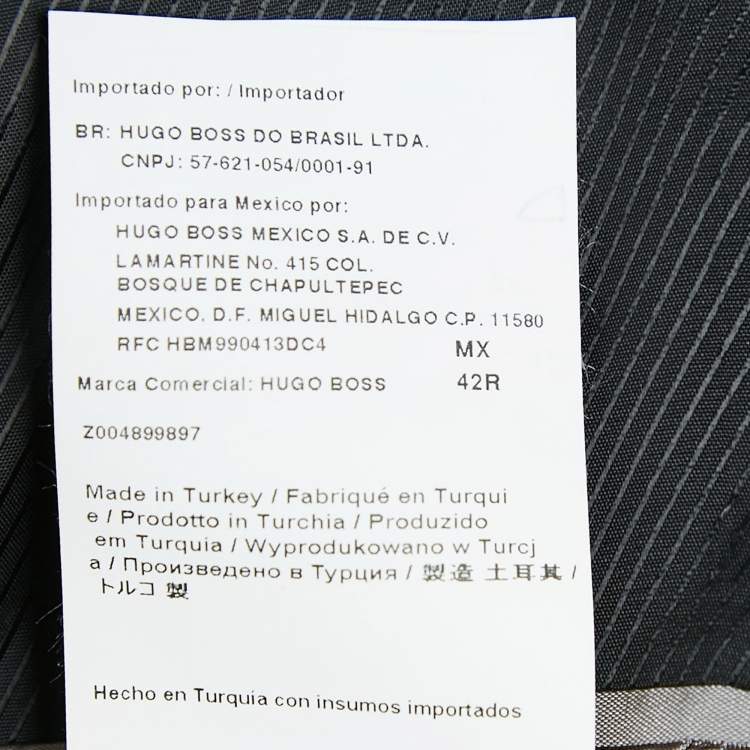 Importado por: / Importador
BR: HUGO BOSS DO BRASIL LTDA.
CNPJ: 57-621-054/0001-91
Importado para Mexico por:
HUGO BOSS MEXICO S.A. DE C.V.
LAMARTINE No. 415 COL.
BOSQUE DE CHAPULTEPEC
MEXICO, D.F. MIGUEL HIDALGO C.P. 11580
RFC HBM990413DC4 MX
Marca Comercial: HUGO BOSS 42R
Z004899897
Made in Turkey / Fabriqué en Turqui
e / Prodotto in Turchia / Produzido
em Turquia / Wyprodukowano w Turcj
a / Произведено в Турция / 製造 土耳其 /
トルコ 製
Hecho en Turquia con insumos importados